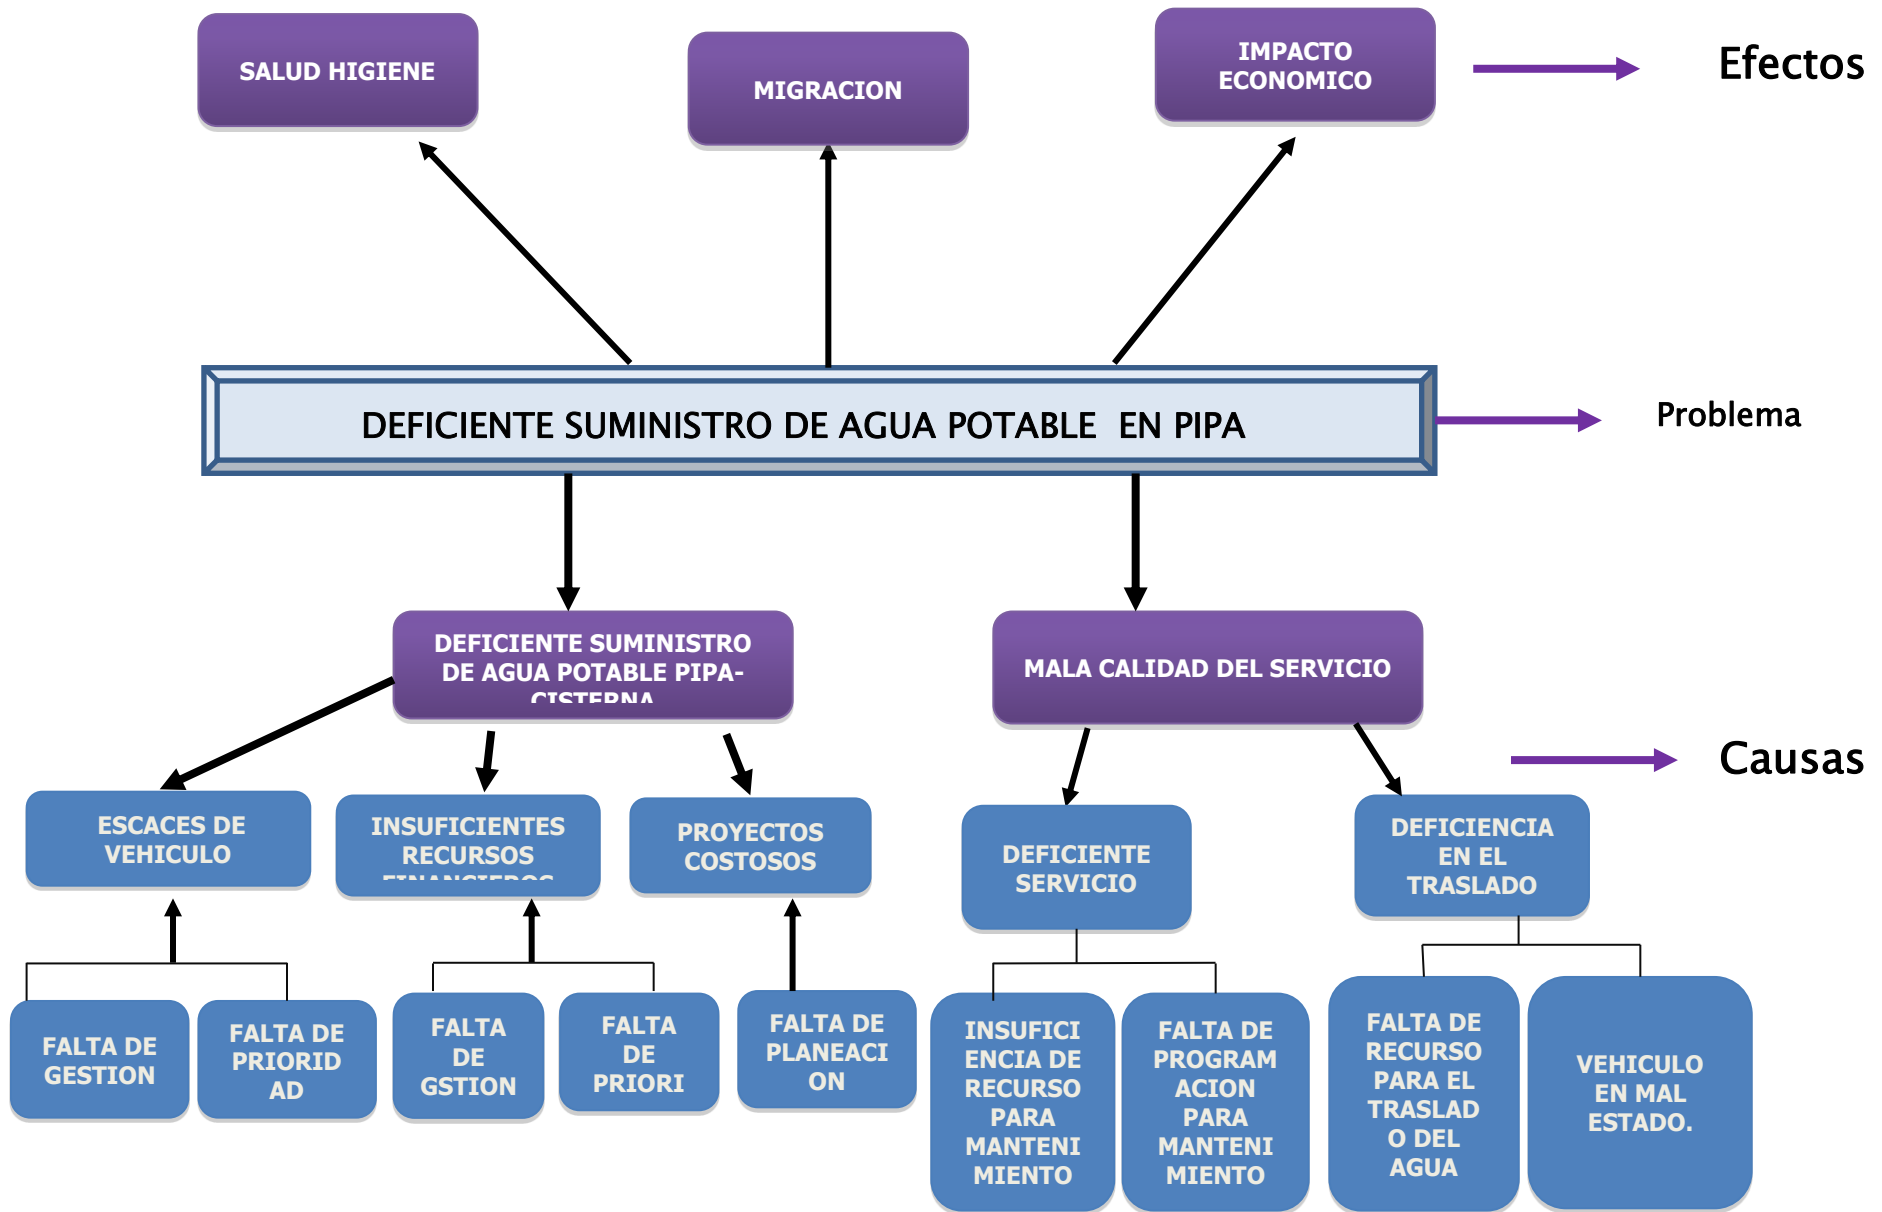 SALUD HIGIENE
MIGRACION
IMPACTO
ECONOMICO
Efectos
DEFICIENTE SUMINISTRO DE AGUA POTABLE  EN PIPA
Problema
DEFICIENTE SUMINISTRO
DE AGUA POTABLE PIPA-
CISTERNA
MALA CALIDAD DEL SERVICIO
Causas
ESCACES DE
VEHICULO
INSUFICIENTES
RECURSOS
FINANCIEROS
PROYECTOS
COSTOSOS
DEFICIENTE
SERVICIO
DEFICIENCIA
EN EL
TRASLADO
FALTA DE
GESTION
FALTA DE
PRIORID
AD
FALTA
DE
GSTION
FALTA
DE
PRIORI
FALTA DE
PLANEACI
ON
INSUFICI
ENCIA DE
RECURSO
PARA
MANTENI
MIENTO
FALTA DE
PROGRAM
ACION
PARA
MANTENI
MIENTO
FALTA DE
RECURSO
PARA EL
TRASLAD
O DEL
AGUA
VEHICULO
EN MAL
ESTADO.